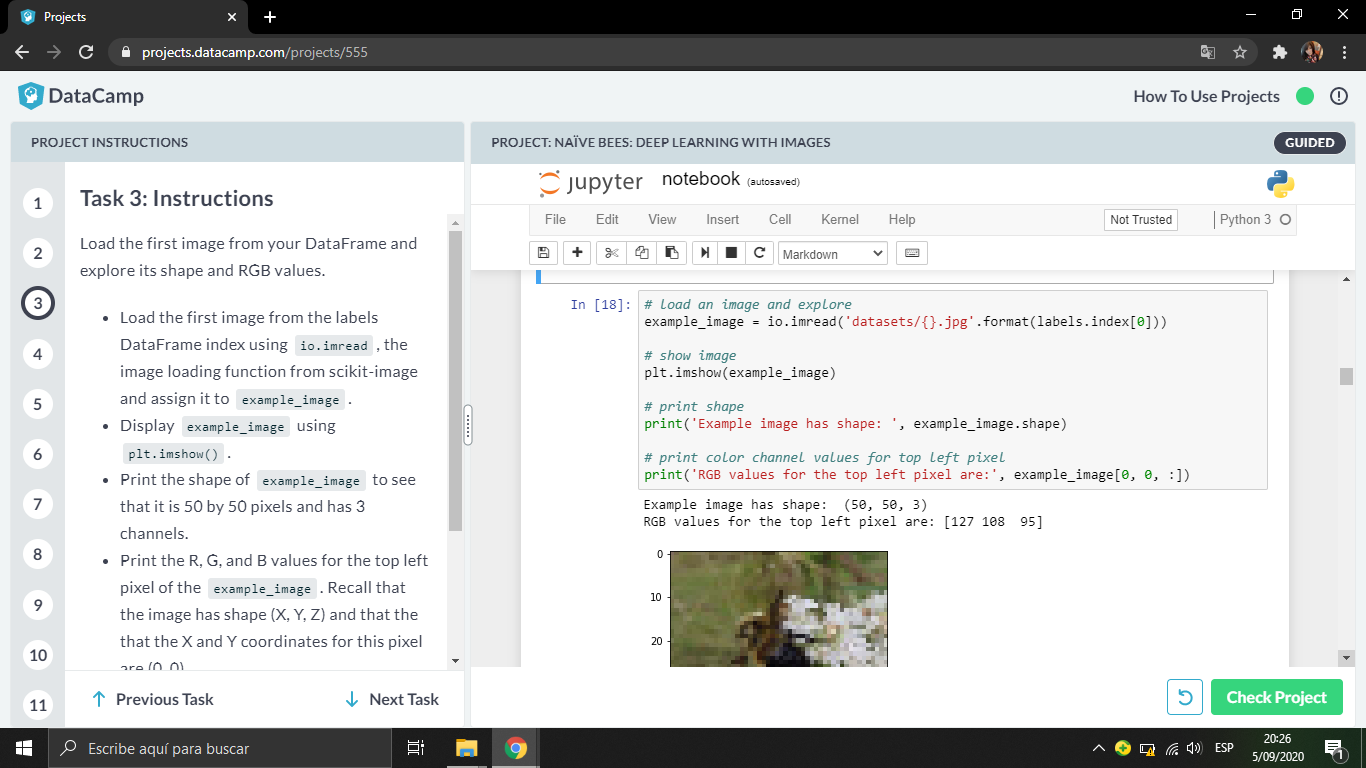 Projects
projects.datacamp.com/projects/555
DataCamp
How To Use Projects
PROJECT INSTRUCTIONS
1
2
3
4
5
6
7
8
9
10
11
Task 3: Instructions
Load the first image from your DataFrame and
explore its shape and RGB values.
Load the first image from the labels
DataFrame index using io.imread , the
image loading function from scikit-image
and assign it to example_image .
Display example_image using
plt.imshow() .
Print the shape of example_image to see
that it is 50 by 50 pixels and has 3
channels.
Print the R, G, and B values for the top left
pixel of the example_image . Recall that
the image has shape (X, Y, Z) and that the
that the X and Y coordinates for this pixel
are (0, 0)
Previous Task
Next Task
PROJECT: NAÏVE BEES: DEEP LEARNING WITH IMAGES
GUIDED
jupyter notebook (autosaved)
File Edit View Insert Cell Kernel Help
Not Trusted
Python 3
Markdown
In [18]:
# load an image and explore
example_image = io.imread('datasets/{}.jpg'.format(labels.index[0]))
# show image
plt.imshow(example_image)
# print shape
print('Example image has shape: ', example_image.shape)
# print color channel values for top left pixel
print('RGB values for the top left pixel are:', example_image[0, 0, :])
Example image has shape:  (50, 50, 3)
RGB values for the top left pixel are: [127 108  95]
0
10
20
Check Project
Escribe aquí para buscar
ESP
20:26
5/09/2020
1